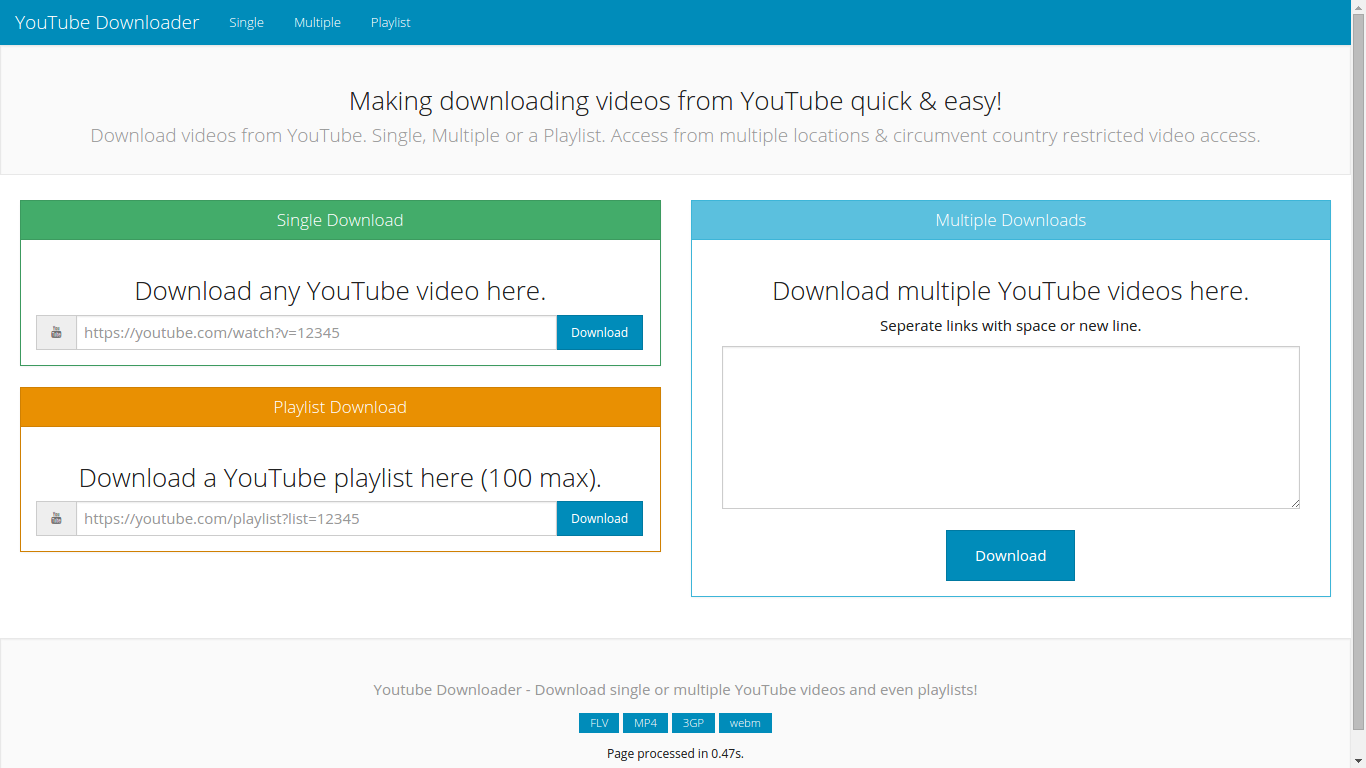 YouTube Downloader Single Multiple Playlist
Making downloading videos from YouTube quick & easy!
Download videos from YouTube. Single, Multiple or a Playlist. Access from multiple locations & circumvent country restricted video access.
Single Download
Download any YouTube video here.
https://youtube.com/watch?v=12345 Download
Playlist Download
Download a YouTube playlist here (100 max).
https://youtube.com/playlist?list=12345 Download
Multiple Downloads
Download multiple YouTube videos here.
Seperate links with space or new line.
Download
Youtube Downloader - Download single or multiple YouTube videos and even playlists!
FLV MP4 3GP webm
Page processed in 0.47s.